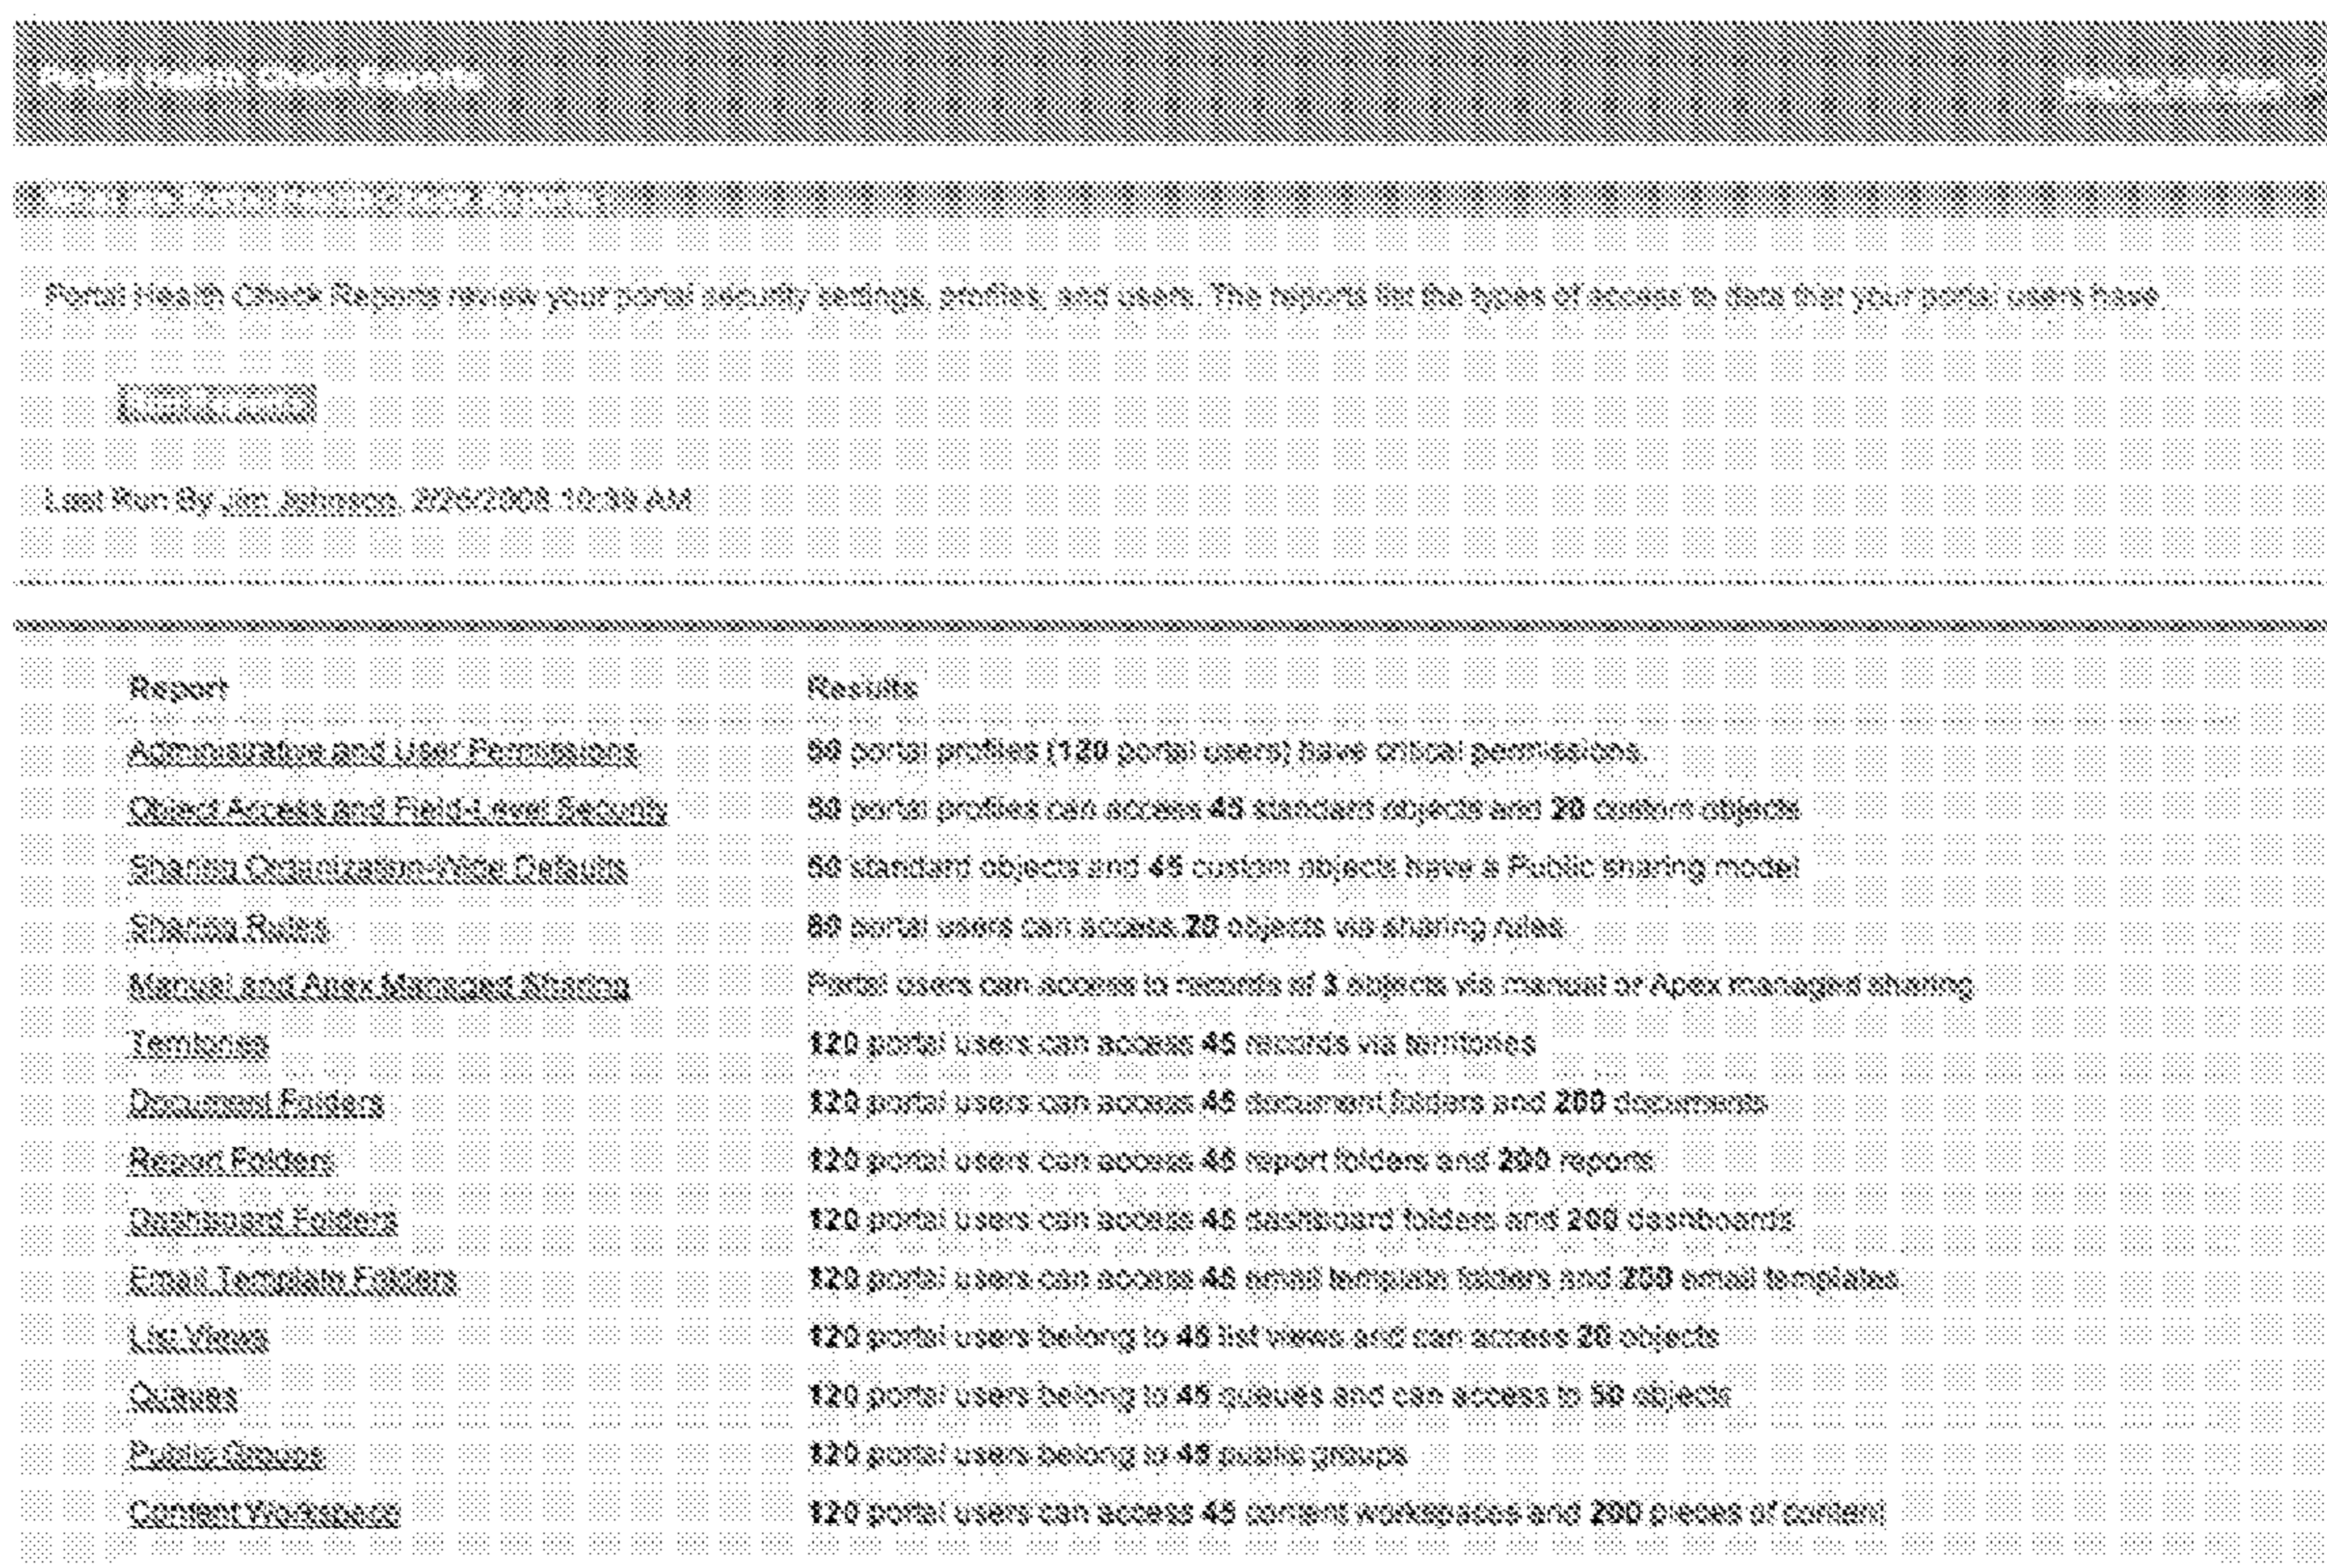 Portal Health Check Reports
Help for this Page
Portal Health Check Reports review your portal security settings, profiles, and users. The reports list the types of access to data that your portal users have.
Last Run By Jim Johnson, 2/26/2008 10:39 AM
Report Results
Administrative and User Permissions 50 portal profiles (120 portal users) have critical permissions.
Object Access and Field-Level Security 50 portal profiles can access 45 standard objects and 20 custom objects
Sharing Organization-Wide Defaults 50 standard objects and 45 custom objects have a Public sharing model
Sharing Rules 80 portal users can access 20 objects via sharing rules
Manual and Apex Managed Sharing Portal users can access to records of 3 objects via manual or Apex managed sharing
Territories 120 portal users can access 45 records via territories
Document Folders 120 portal users can access 45 document folders and 200 documents
Report Folders 120 portal users can access 45 report folders and 200 reports
Dashboard Folders 120 portal users can access 45 dashboard folders and 200 dashboards
Email Template Folders 120 portal users can access 45 email template folders and 200 email templates
List Views 120 portal users belong to 45 list views and can access 20 objects
Queues 120 portal users belong to 45 queues and can access to 50 objects
Public Groups 120 portal users belong to 45 public groups
Content Workspace 120 portal users can access 45 content workspaces and 200 pieces of content